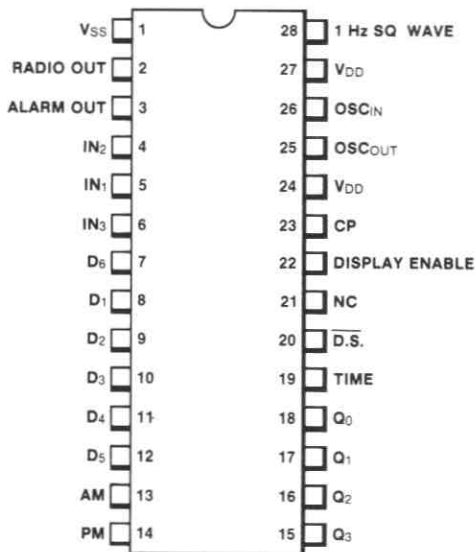 VSS 1 28 1 Hz SQ WAVE
RADIO OUT 2 27 VDD
ALARM OUT 3 26 OSCIN
IN2 4 25 OSCOUT
IN1 5 24 VDD
IN3 6 23 CP
D6 7 22 DISPLAY ENABLE
D1 8 21 NC
D2 9 20 D.S.
D3 10 19 TIME
D4 11 18 Q0
D5 12 17 Q1
AM 13 16 Q2
PM 14 15 Q3